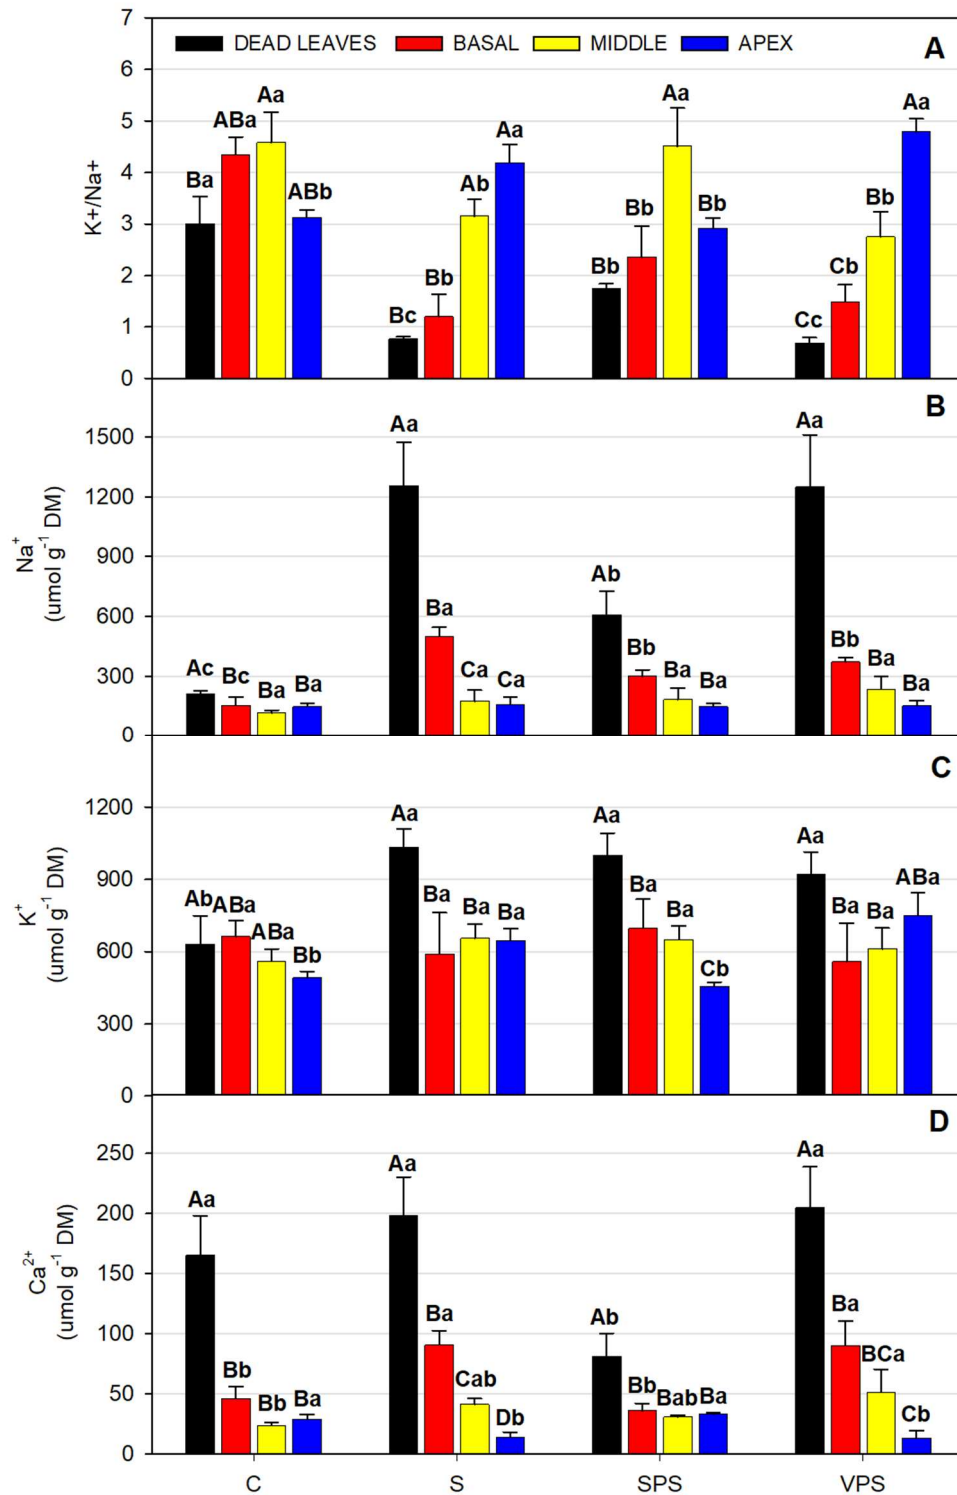 7
DEAD LEAVES BASAL MIDDLE APEX A
6
Aa Aa Aa
5
ABa Aa
4
Ba ABb Ab Bb Bb
K+/Na+
3
Bb Bb Cb
2
Bc Cc
1
0
B
1500
Aa Aa
1200
Na⁺
(umol g⁻¹ DM)
900
Ab
600
Ba Bb Bb Ba
300
Ac Bc Ba Ba Ca Ca Ba Ba Ba
0
C
1200
Aa Aa Aa
900
Ab ABa ABa Bb Ba Ba Ba Ba Ba Cb Ba Ba ABa
K⁺
(umol g⁻¹ DM)
600
300
0
D
250
Aa Aa Aa
200
Ca²⁺
(umol g⁻¹ DM)
150
Ba Ab Ba
100
Bb Bb Ba Cab Db Bb Bab Ba BCa Cb
50
0
C S SPS VPS